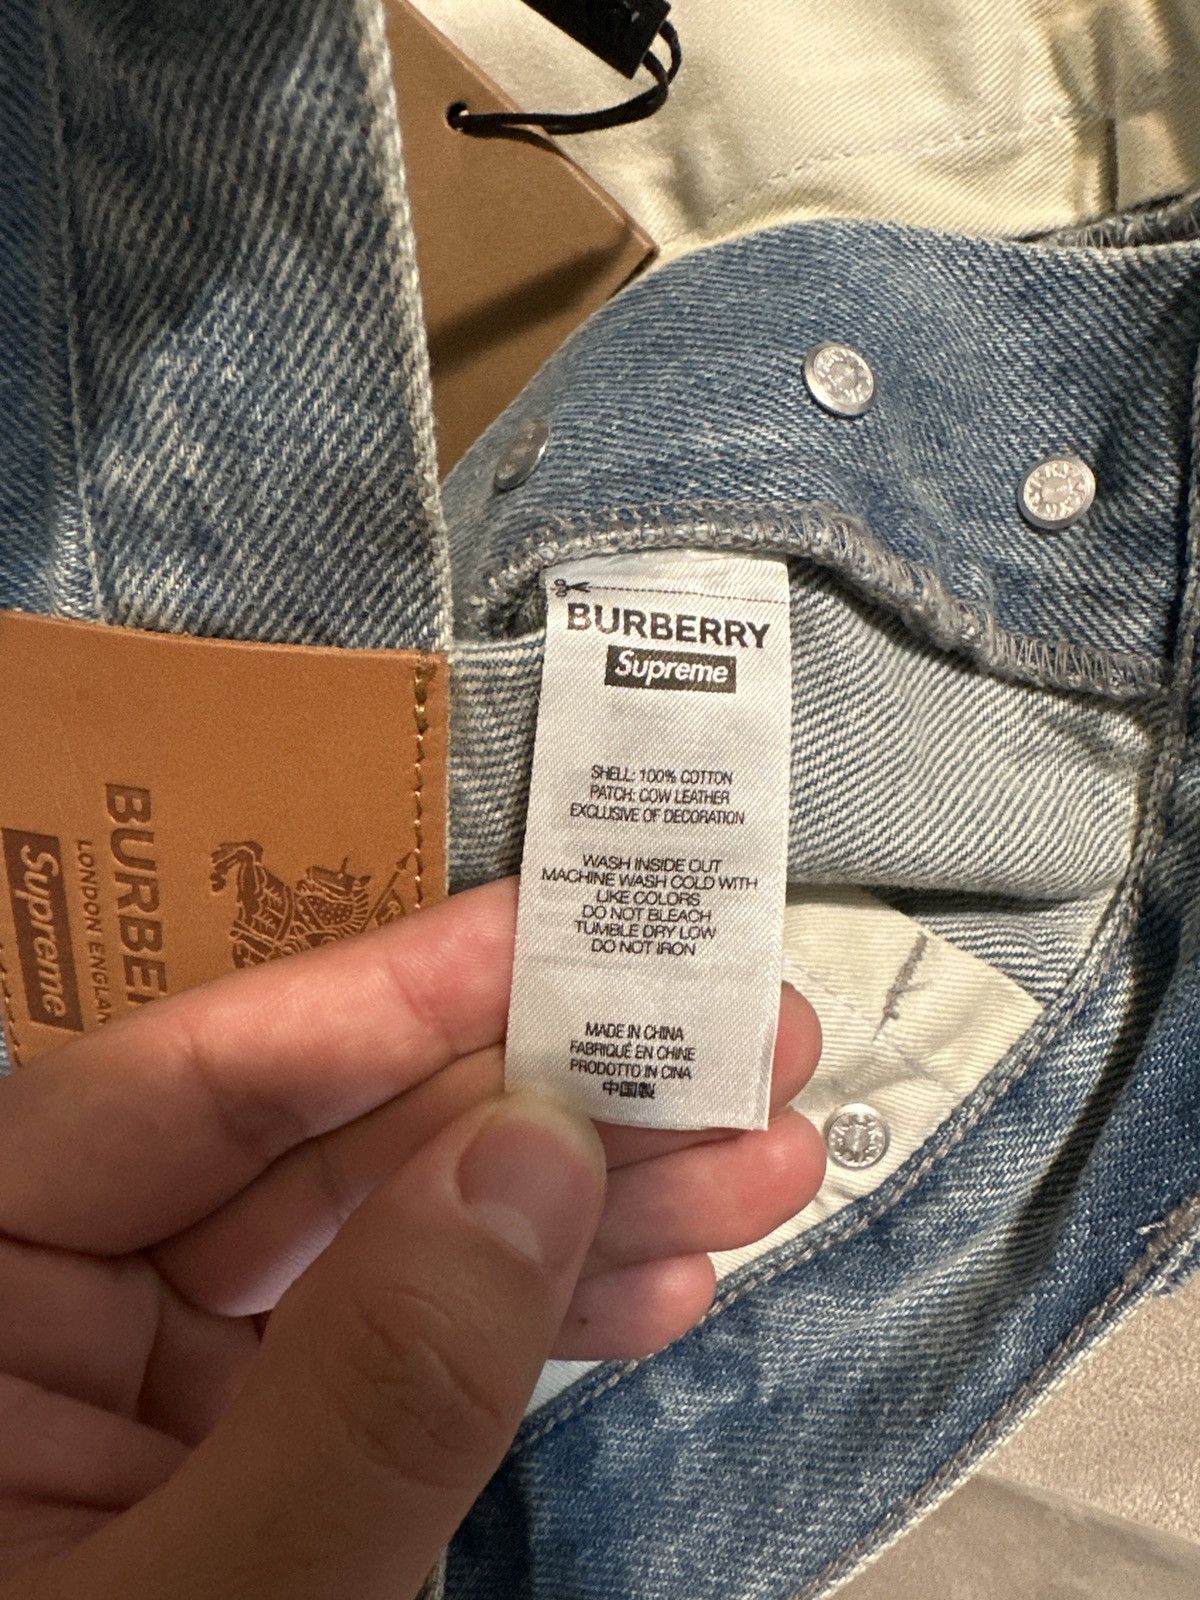 BURBERRY
Supreme
SHELL: 100% COTTON
PATCH: COW LEATHER
EXCLUSIVE OF DECORATION
WASH INSIDE OUT
MACHINE WASH COLD WITH
LIKE COLORS
DO NOT BLEACH
TUMBLE DRY LOW
DO NOT IRON
MADE IN CHINA
FABRIQUÉ EN CHINE
PRODOTTO IN CINA
中国製
BURBE
LONDON ENGLAN
Supreme